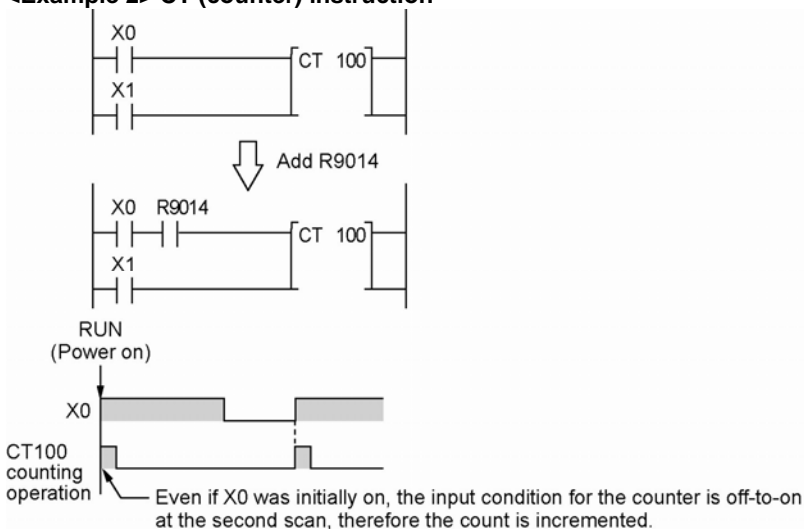 <Example 2> CT (counter) instruction
X0
CT 100
X1
Add R9014
X0 R9014
CT 100
X1
RUN
(Power on)
X0
CT100
counting
operation
Even if X0 was initially on, the input condition for the counter is off-to-on
at the second scan, therefore the count is incremented.